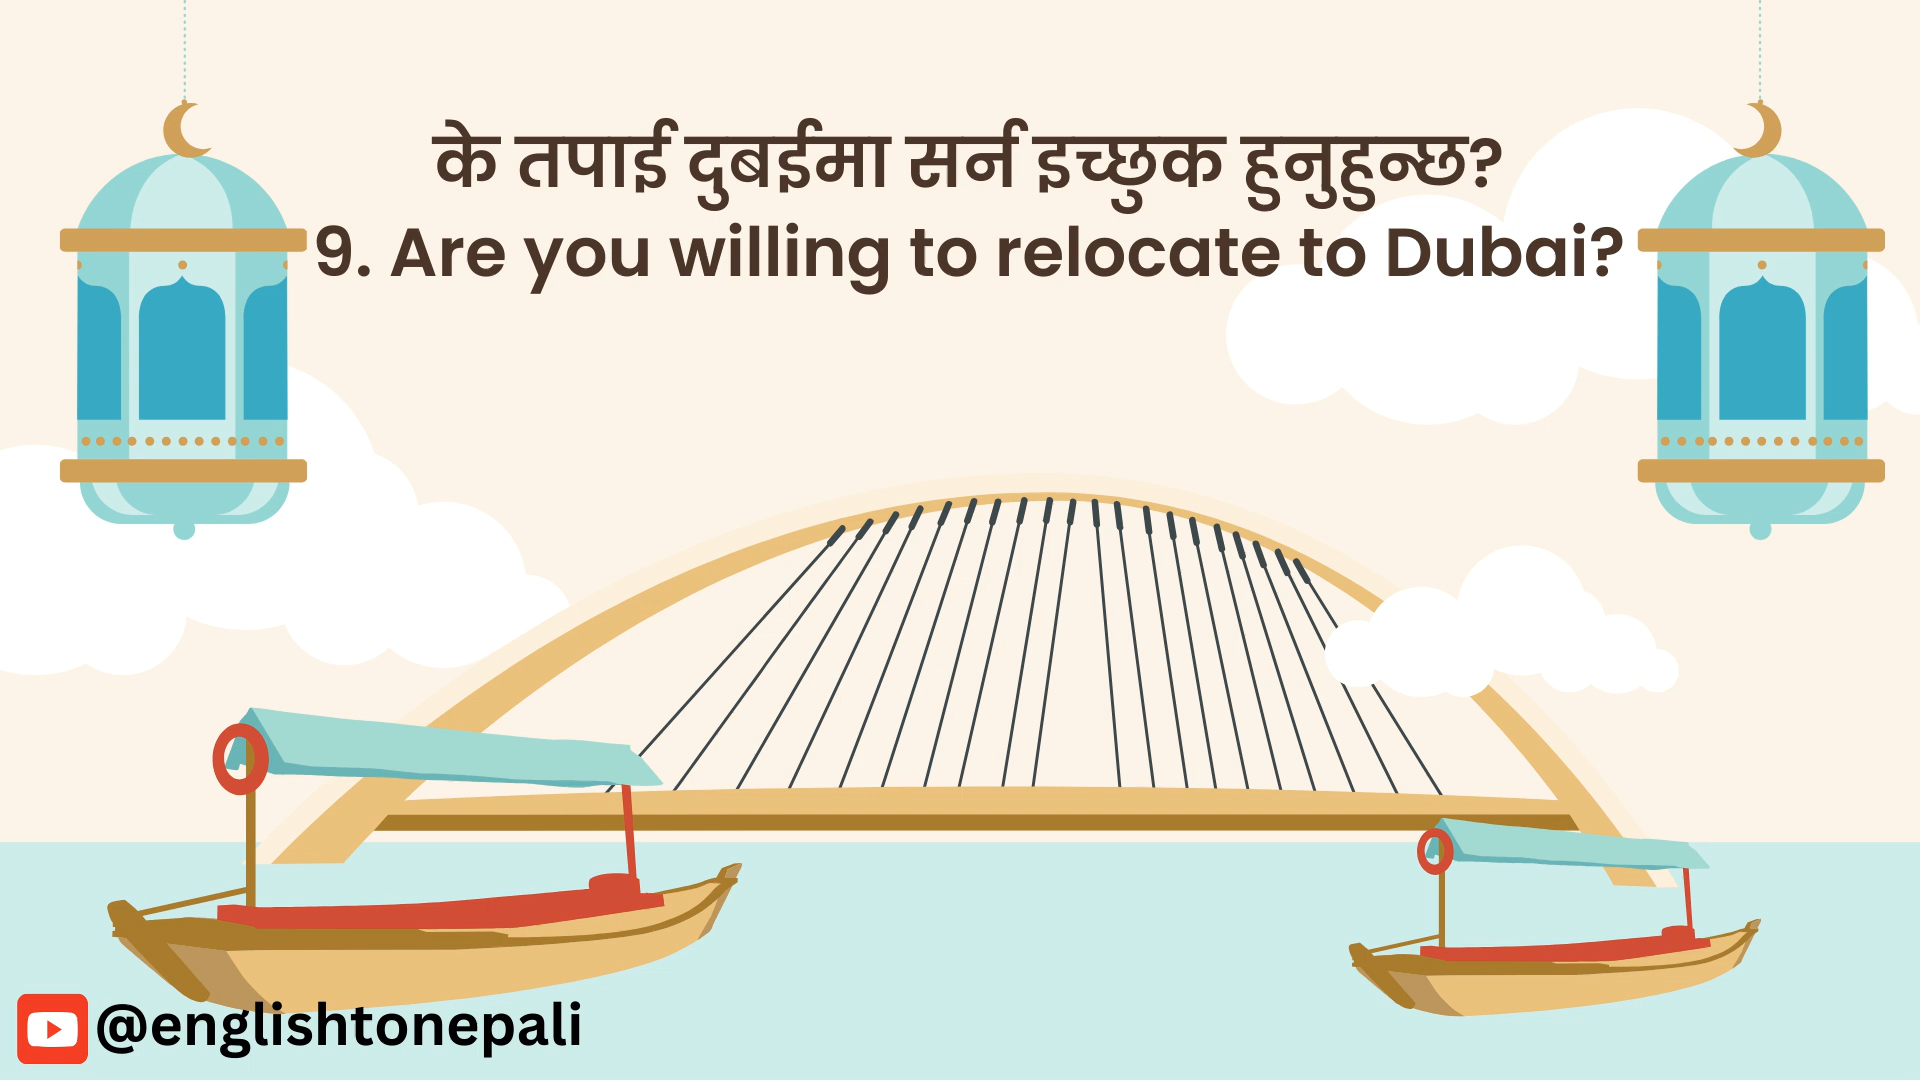 के तपाई दुबईमा सर्न इच्छुक हुनुहुन्छ?
9. Are you willing to relocate to Dubai?
@englishtonepali